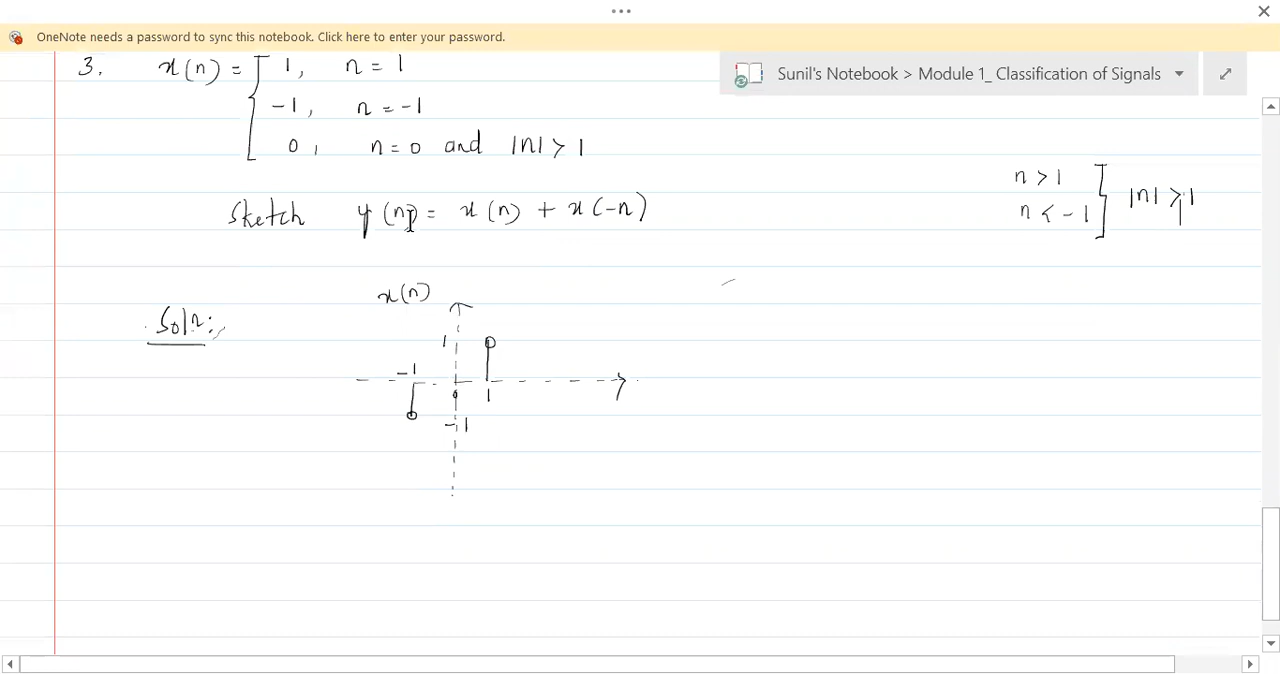 OneNote needs a password to sync this notebook. Click here to enter your password.
Sunil's Notebook > Module 1_ Classification of Signals
3. x(n) = 1, n = 1
-1, n = -1
0, n = 0 and |n| > 1
n > 1
n < -1
|n| > 1
Sketch y(n) = x(n) + x(-n)
Soln:
x(n)
1
-1
0
1
-1